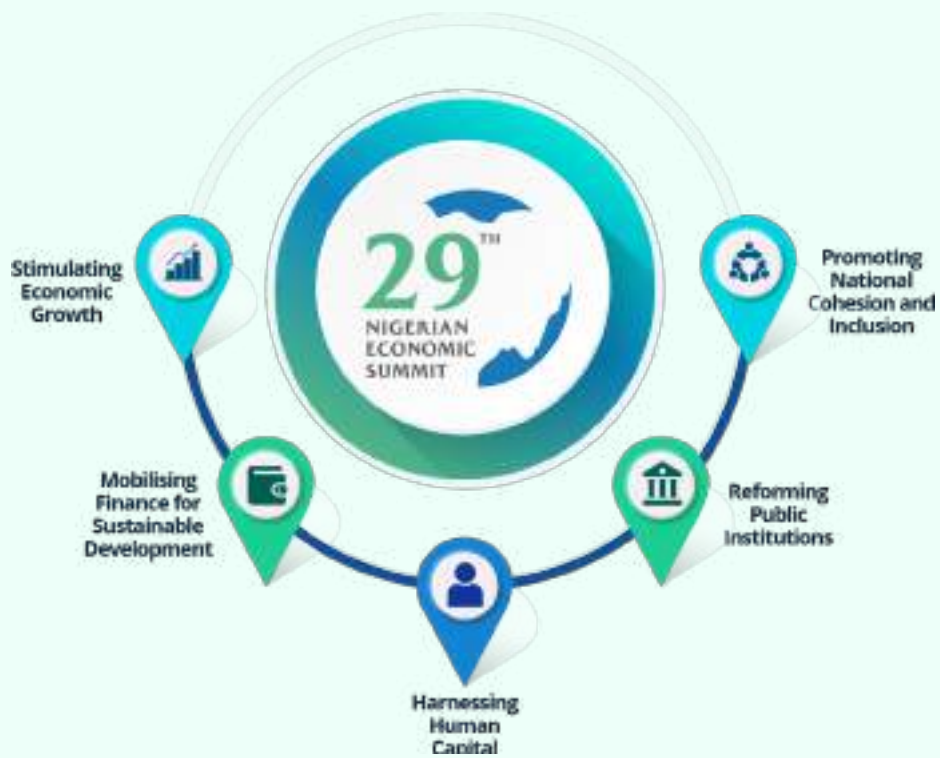 29TH
NIGERIAN
ECONOMIC
SUMMIT
Stimulating
Economic
Growth
Mobilising
Finance for
Sustainable
Development
Harnessing
Human
Capital
Reforming
Public
Institutions
Promoting
National
Cohesion and
Inclusion